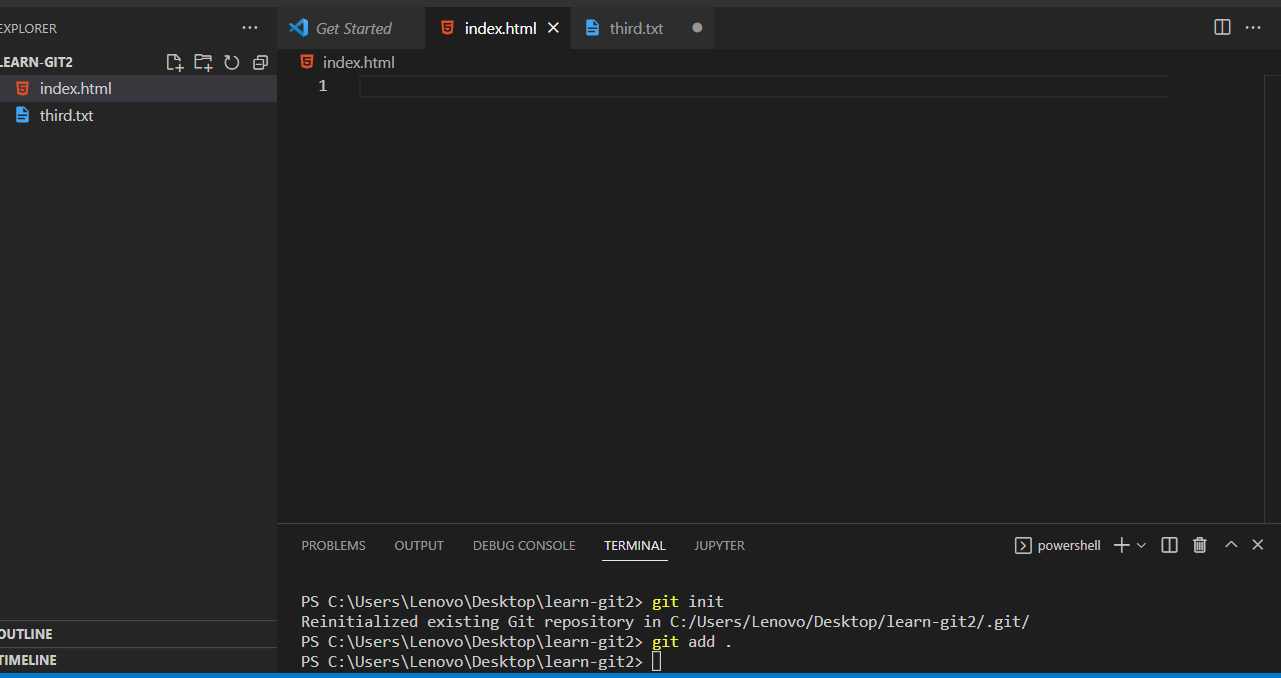 EXPLORER
LEARN-GIT2
index.html
third.txt
OUTLINE
TIMELINE
Get Started
index.html
third.txt
index.html
1
PROBLEMS OUTPUT DEBUG CONSOLE TERMINAL JUPYTER
powershell
PS C:\Users\Lenovo\Desktop\learn-git2> git init
Reinitialized existing Git repository in C:/Users/Lenovo/Desktop/learn-git2/.git/
PS C:\Users\Lenovo\Desktop\learn-git2> git add .
PS C:\Users\Lenovo\Desktop\learn-git2>